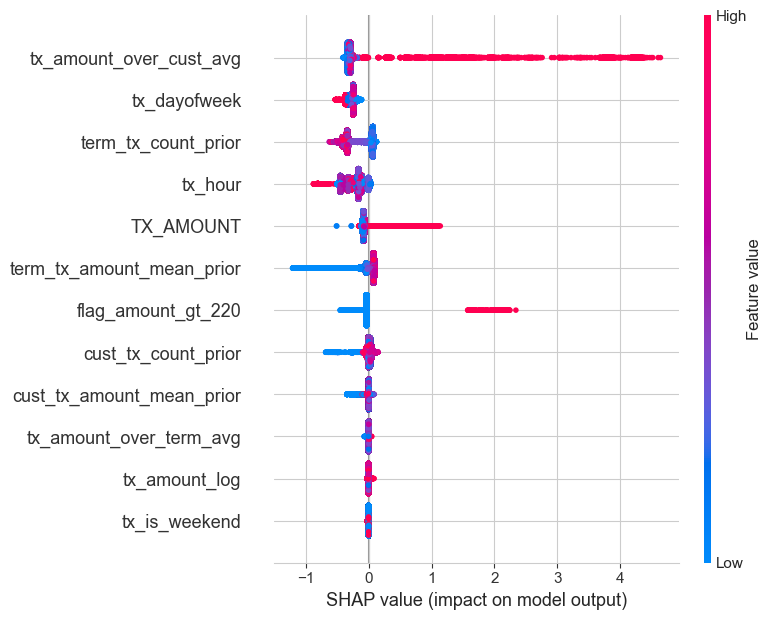 High
tx_amount_over_cust_avg
tx_dayofweek
term_tx_count_prior
tx_hour
TX_AMOUNT
term_tx_amount_mean_prior
flag_amount_gt_220
cust_tx_count_prior
cust_tx_amount_mean_prior
tx_amount_over_term_avg
tx_amount_log
tx_is_weekend
Feature value
Low
−1 0 1 2 3 4
SHAP value (impact on model output)